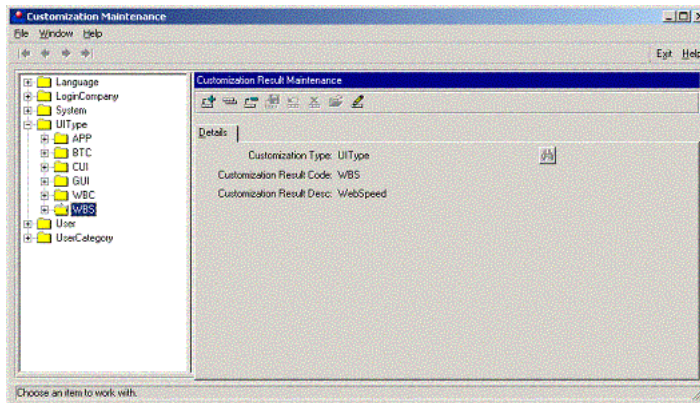 Customization Maintenance
File Window Help
Exit Help
Language
LoginCompany
System
UIType
APP
BTC
CUI
GUI
WBC
WBS
User
UserCategory
Customization Result Maintenance
Details
Customization Type: UIType
Customization Result Code: WBS
Customization Result Desc: WebSpeed
Choose an item to work with.